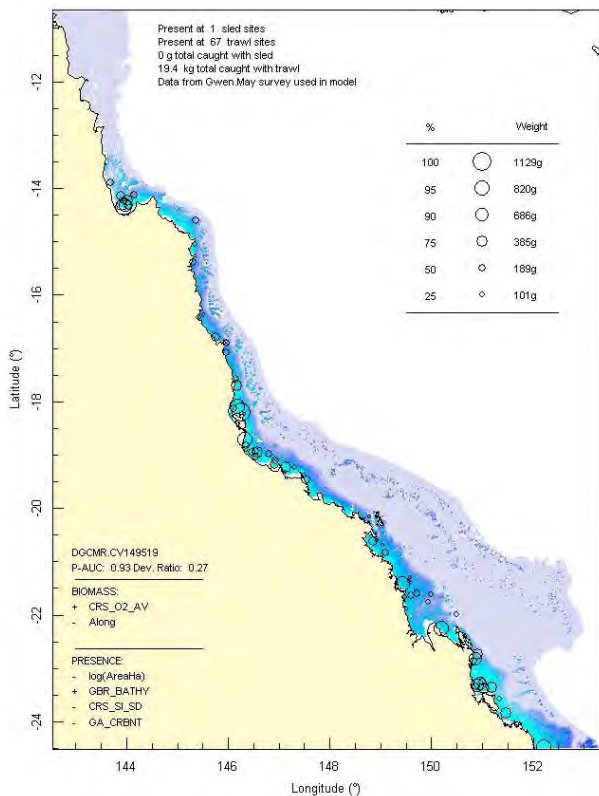 Present at 1 sled sites
Present at 67 trawl sites
0 g total caught with sled
19.4 kg total caught with trawl
Data from Gwen.May survey used in model
% Weight
100 1129g
95 820g
90 686g
75 385g
50 189g
25 101g
DGCMR.CV149519
P-AUC: 0.93 Dev. Ratio: 0.27
BIOMASS:
+ CRS_O2_AV
- Along
PRESENCE:
- log(AreaHa)
+ GBR_BATHY
- CRS_SI_SD
- GA_CRBNT
Latitude (°)
-12
-14
-16
-18
-20
-22
-24
144 146 148 150 152
Longitude (°)